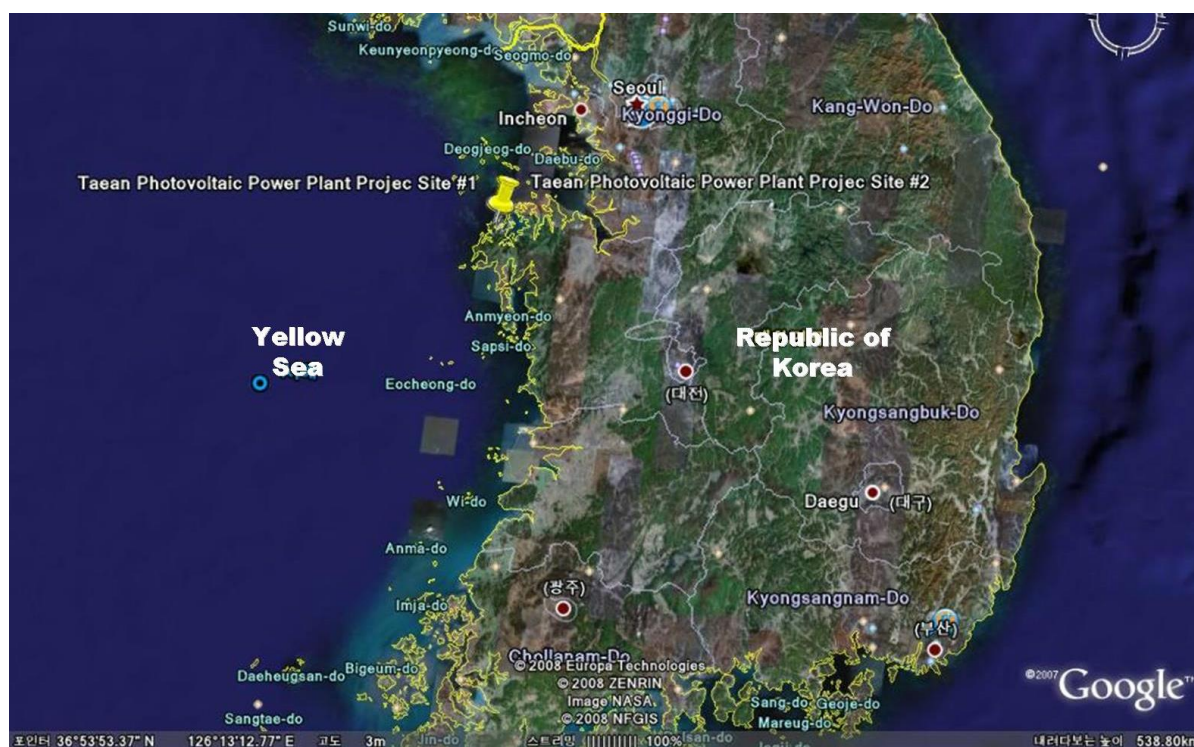 Sunwi-do
Keunyeonpyeong-do
Seogmo-do
Seoul
Incheon
Kyonggi-Do
Kang-Won-Do
Deogjeog-do
Daebu-do
Taean Photovoltaic Power Plant Projec Site #1
Taean Photovoltaic Power Plant Projec Site #2
Anmyeon-do
Yellow
Sea
Republic of
Korea
Sapsi-do
Eocheong-do
(대전)
Kyongsangbuk-Do
Wi-do
Daegu
(대구)
Anma-do
Imja-do
(광주)
Kyongsangnam-Do
(부산)
Chollanam-Do
© 2008 Europa Technologies
© 2008 ZENRIN
Image NASA
© 2008 NFGIS
Daeheugsan-do
Bigeum-do
Sangtae-do
Sang-do
Geoje-do
Mareug-do
©2007 Google™
Jin-do
포인터 36°53'53.37" N 126°13'12.77" E 고도 3m
스트리밍 |||||||||| 100%
내려다보는 높이 538.80km